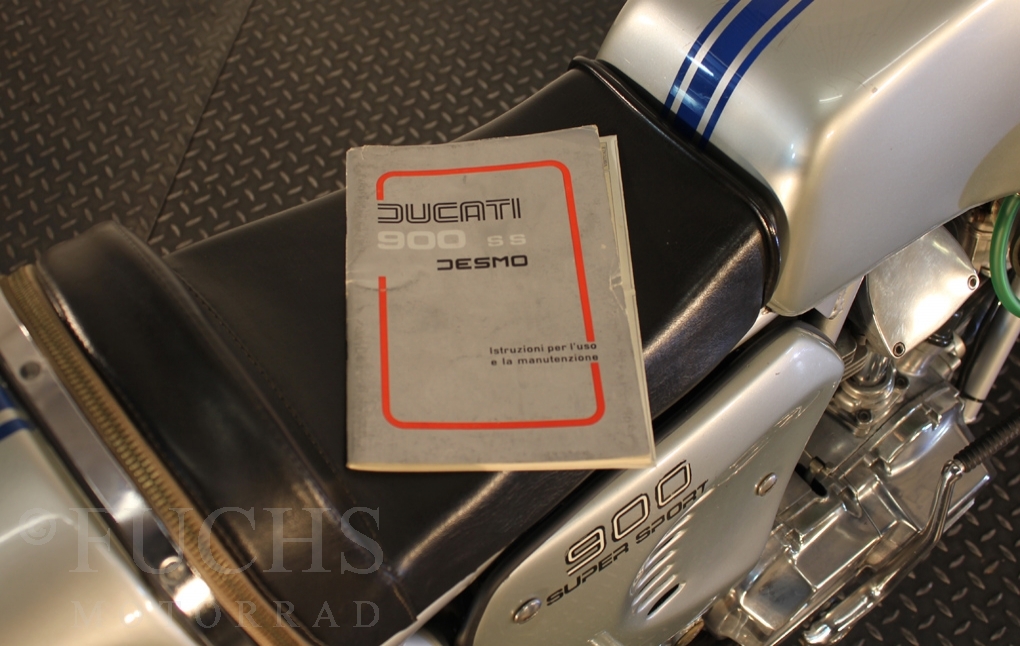 DUCATI
900 SS
DESMO
Istruzioni per l'uso
e la manutenzione
900
SUPER SPORT
©FUCHS
MOTORRAD